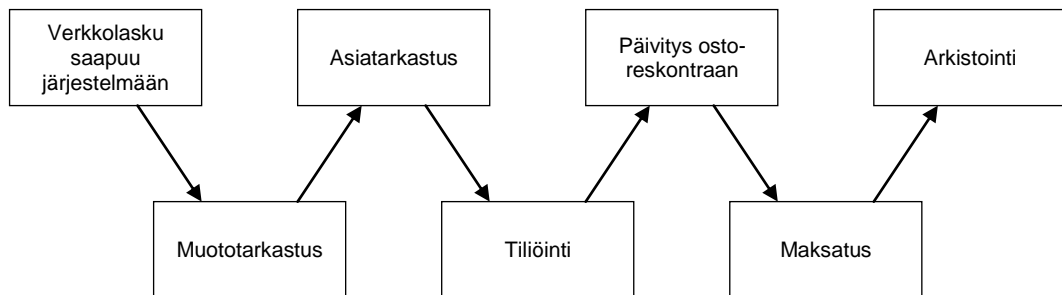 Verkkolasku
saapuu
järjestelmään
Muototarkastus
Asiatarkastus
Tiliöinti
Päivitys osto-
reskontraan
Maksatus
Arkistointi